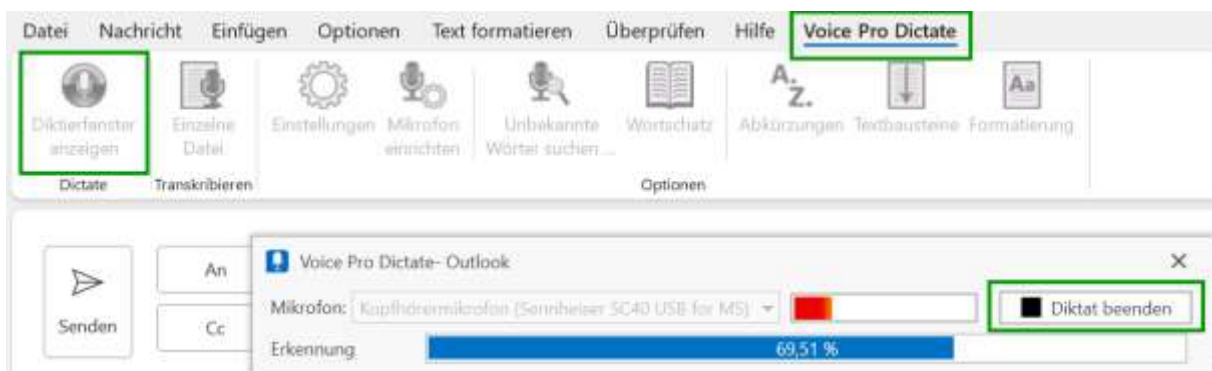 Datei Nachricht Einfügen Optionen Text formatieren Überprüfen Hilfe Voice Pro Dictate
A. Z. Aa
Diktierfenster Einzelne Einstellungen Mikrofon Unbekannte Wortschatz Abkürzungen Textbausteine Formatierung
anzeigen Datei einrichten Wörter suchen ...
Dictate Transkribieren Optionen
Voice Pro Dictate- Outlook
An
Mikrofon: Kopfhörermikrofon (Sennheiser SC40 USB for MS) Diktat beenden
Senden Cc
Erkennung 69,51 %